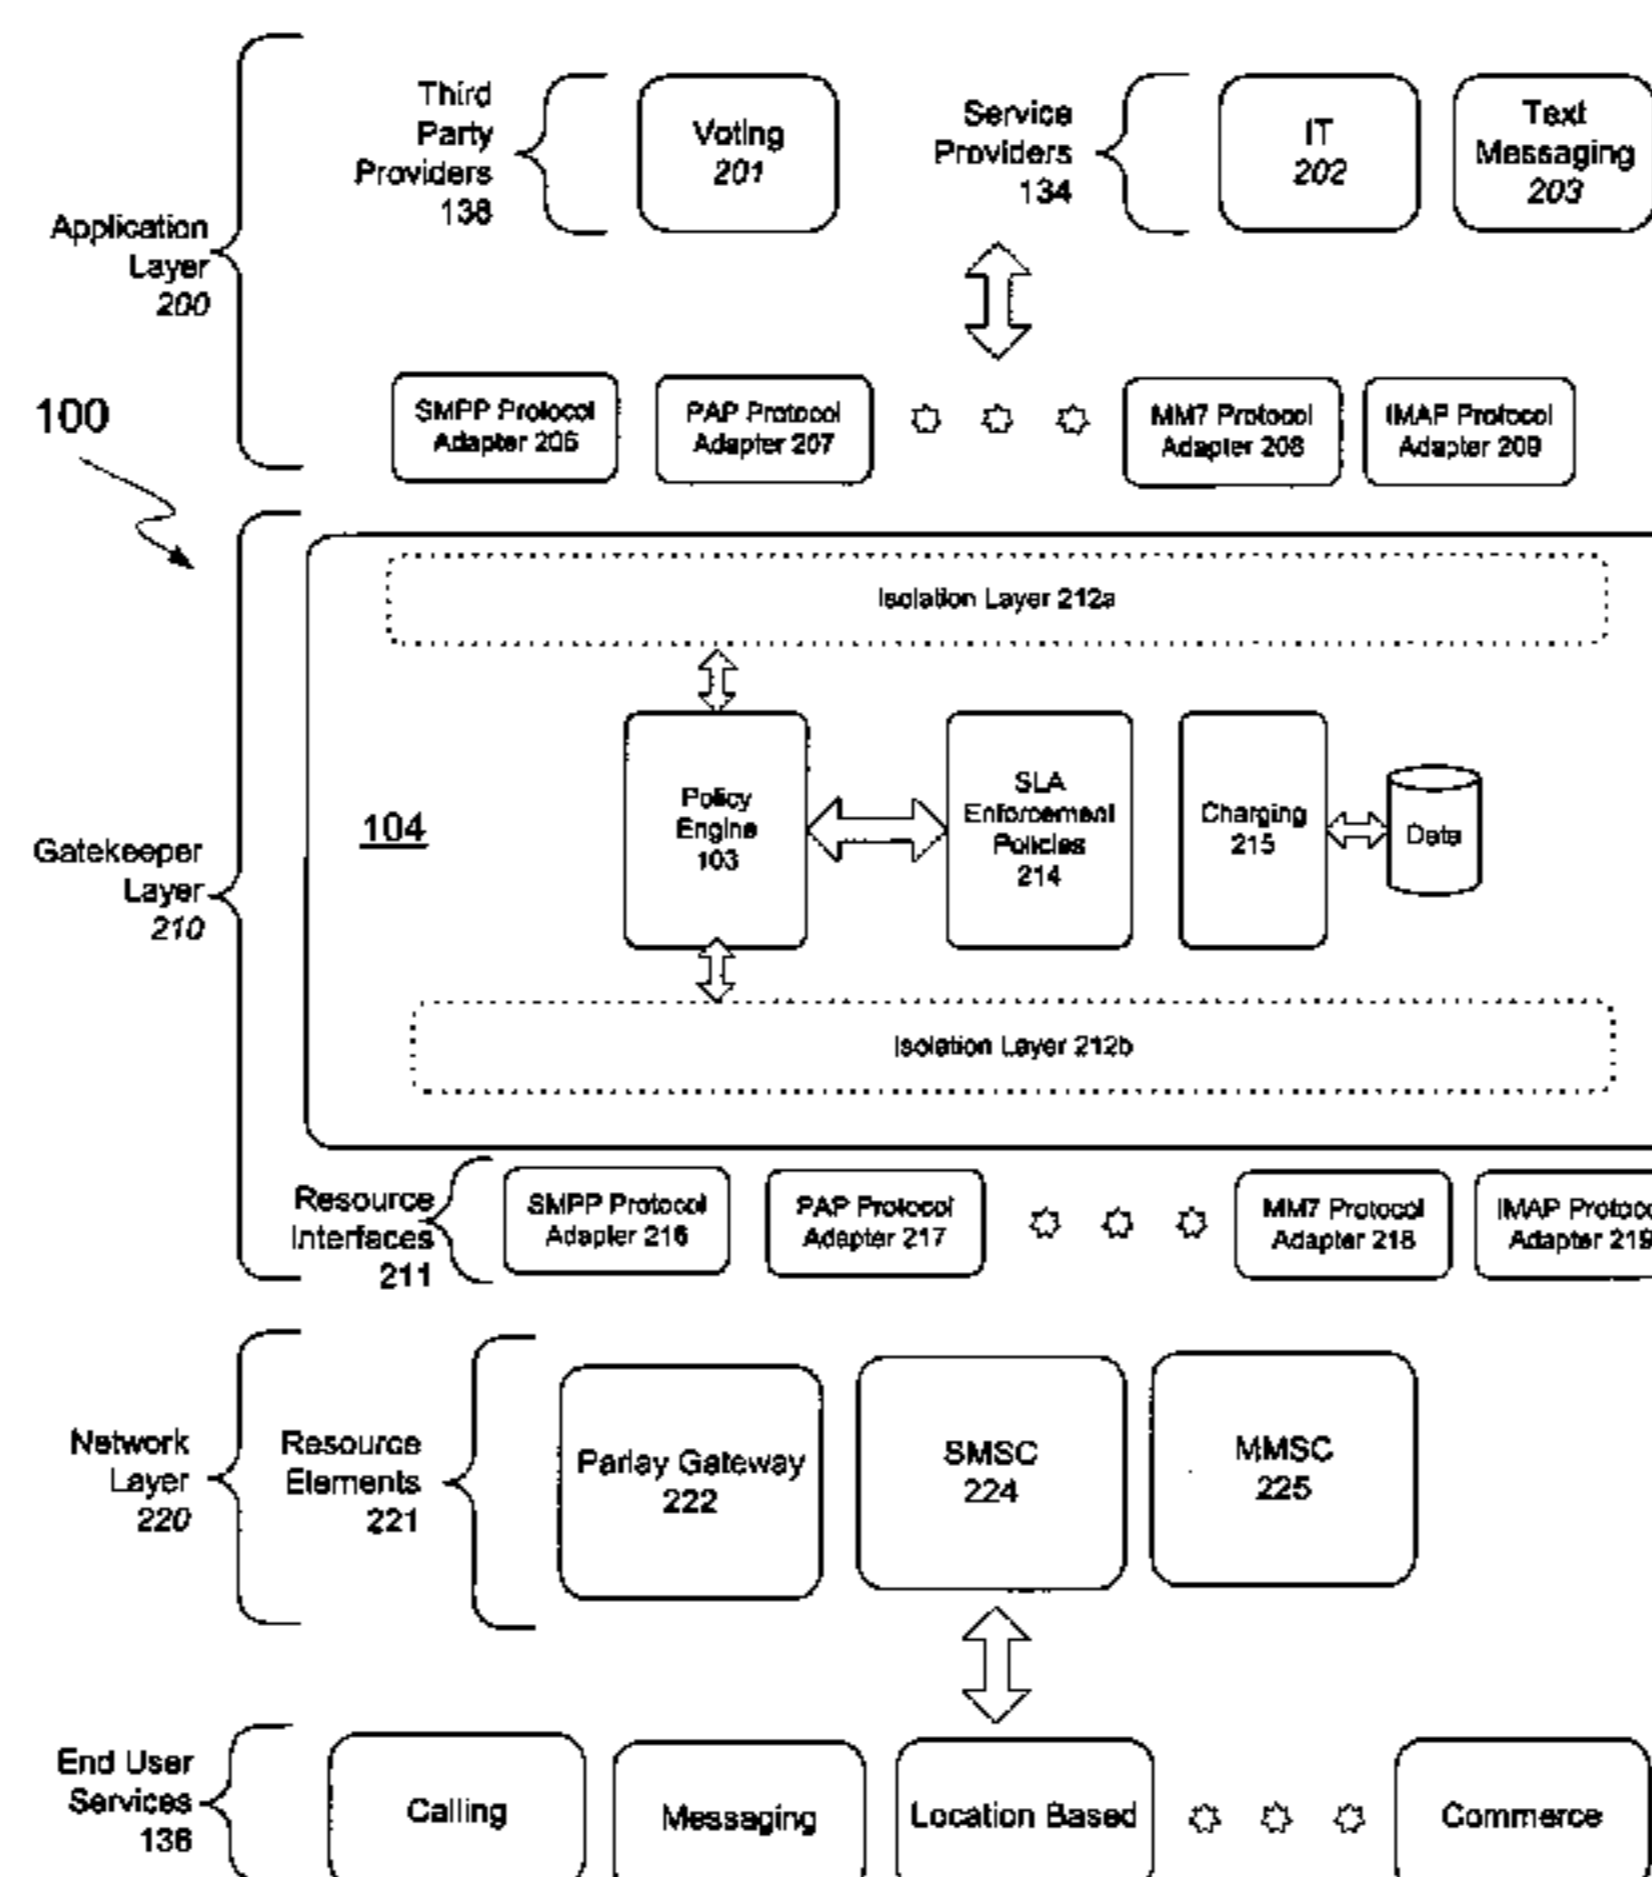 Third
Party
Providers
138
Voting
201
Service
Providers
134
IT
202
Text
Messaging
203
Application
Layer
200
100
SMPP Protocol
Adapter 206
PAP Protocol
Adapter 207
MM7 Protocol
Adapter 208
IMAP Protocol
Adapter 209
Isolation Layer 212a
Gatekeeper
Layer
210
104
Policy
Engine
103
SLA
Enforcement
Policies
214
Charging
215
Data
Isolation Layer 212b
Resource
Interfaces
211
SMPP Protocol
Adapter 216
PAP Protocol
Adapter 217
MM7 Protocol
Adapter 218
IMAP Protoco
Adapter 219
Network
Layer
220
Resource
Elements
221
Parlay Gateway
222
SMSC
224
MMSC
225
End User
Services
136
Calling
Messaging
Location Based
Commerce